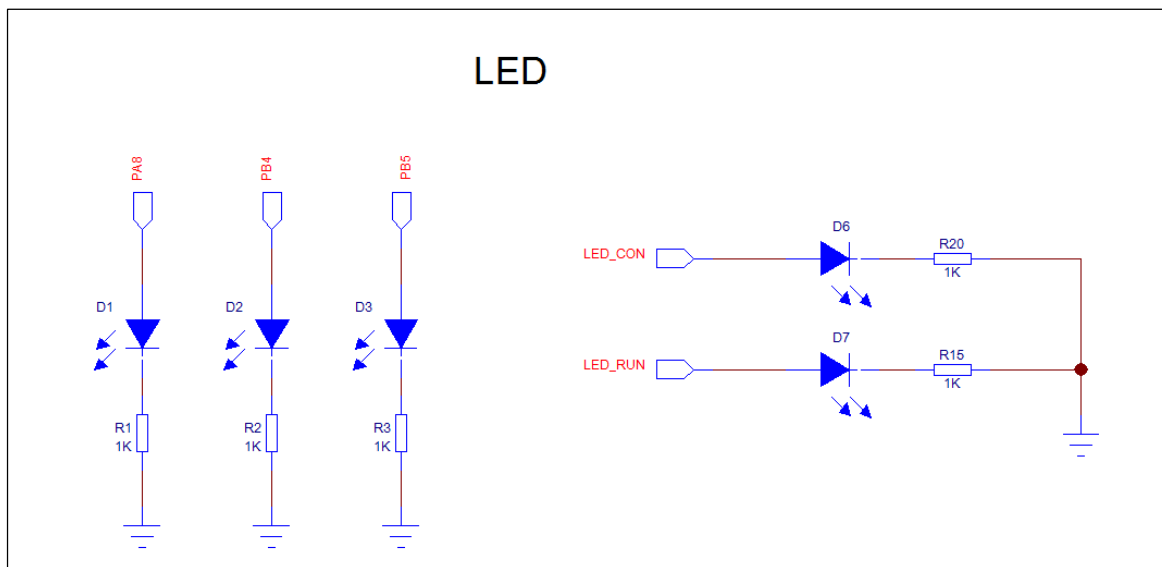 LED
PA8
PB4
PB5
D1
D2
D3
R1
1K
R2
1K
R3
1K
LED_CON
D6
R20
1K
LED_RUN
D7
R15
1K